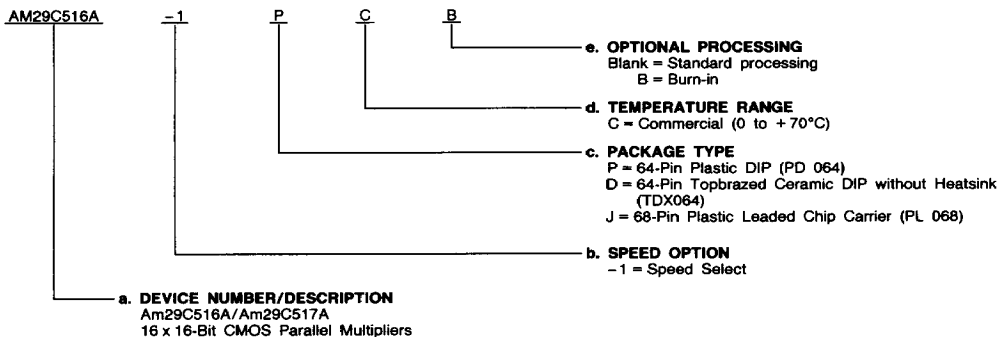 AM29C516A -1 P C B
e. OPTIONAL PROCESSING
Blank = Standard processing
B = Burn-in
d. TEMPERATURE RANGE
C = Commercial (0 to +70°C)
c. PACKAGE TYPE
P = 64-Pin Plastic DIP (PD 064)
D = 64-Pin Topbrazed Ceramic DIP without Heatsink
(TDX064)
J = 68-Pin Plastic Leaded Chip Carrier (PL 068)
b. SPEED OPTION
-1 = Speed Select
a. DEVICE NUMBER/DESCRIPTION
Am29C516A/Am29C517A
16 x 16-Bit CMOS Parallel Multipliers